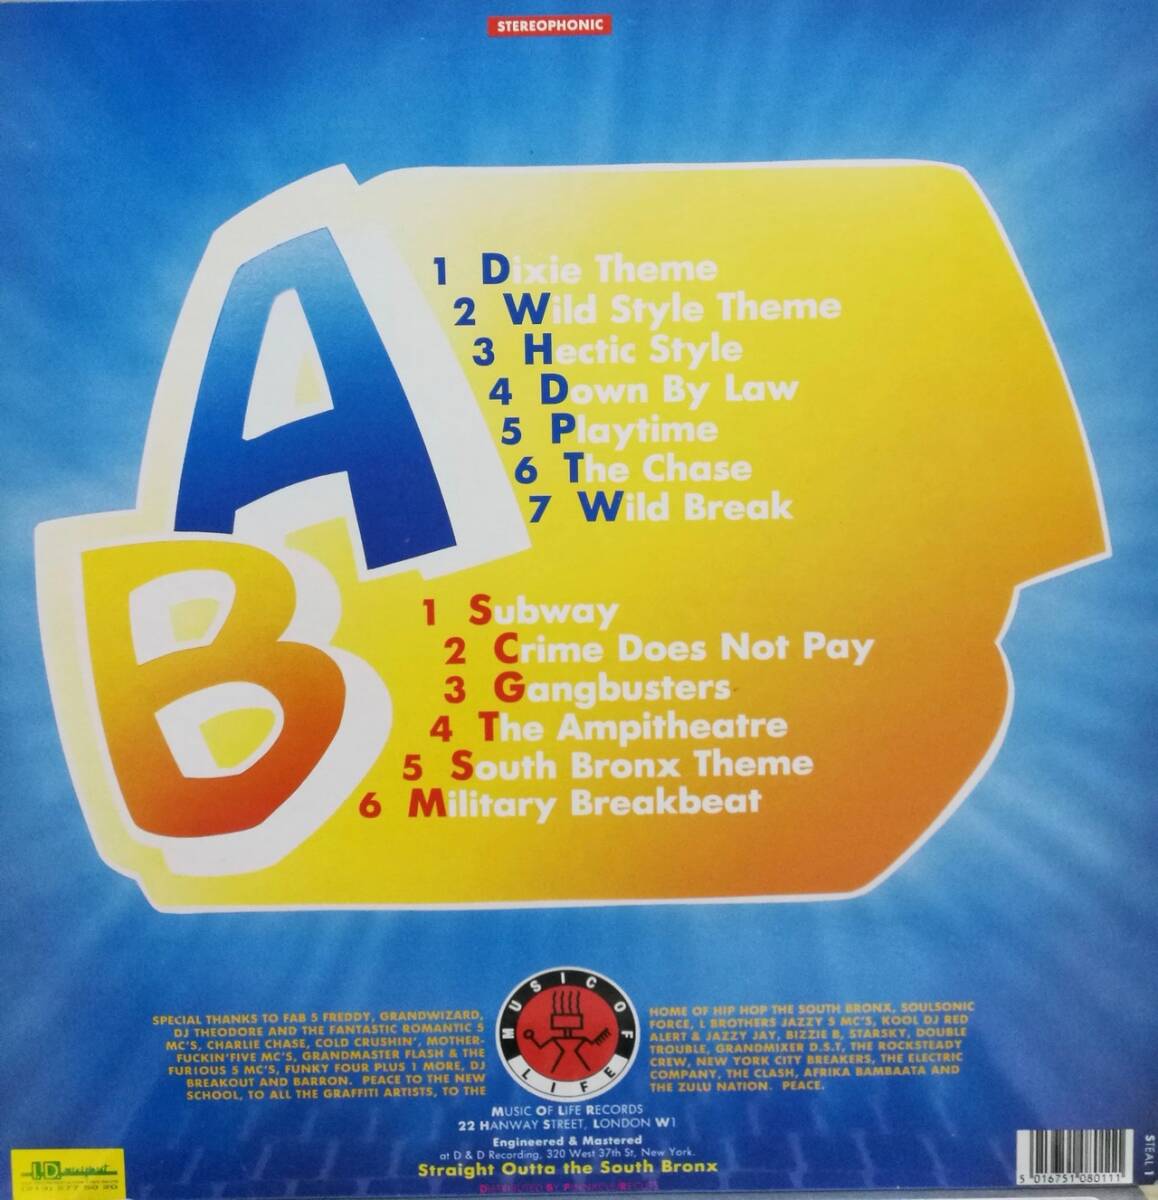 STEREOPHONIC
A
1 Dixie Theme
2 Wild Style Theme
3 Hectic Style
4 Down By Law
5 Playtime
6 The Chase
7 Wild Break
B
1 Subway
2 Crime Does Not Pay
3 Gangbusters
4 The Ampitheatre
5 South Bronx Theme
6 Military Breakbeat
SPECIAL THANKS TO FAB 5 FREDDY, GRANDWIZARD,
DJ THEODORE AND THE FANTASTIC ROMANTIC 5
MC'S, CHARLIE CHASE, COLD CRUSHIN', MOTHER-
FUCKIN'FIVE MC'S, GRANDMASTER FLASH & THE
FURIOUS 5 MC'S, FUNKY FOUR PLUS 1 MORE, DJ
BREAKOUT AND BARRON. PEACE TO THE NEW
SCHOOL, TO ALL THE GRAFFITI ARTISTS, TO THE
MUSIC OF LIFE
HOME OF HIP HOP THE SOUTH BRONX, SOULSONIC
FORCE, L BROTHERS JAZZY 5 MC'S, KOOL DJ RED
ALERT & JAZZY JAY, BIZZIE B, STARSKY, DOUBLE
TROUBLE, GRANDMIXER D.S.T, THE ROCKSTEADY
CREW, NEW YORK CITY BREAKERS, THE ELECTRIC
COMPANY, THE CLASH, AFRIKA BAMBAATA AND
THE ZULU NATION. PEACE.
MUSIC OF LIFE RECORDS
22 HANWAY STREET, LONDON W1
Engineered & Mastered
at D & D Recording, 320 West 37th St, New York.
Straight Outta the South Bronx
DISTRIBUTED BY
STEAL 1
5 016751 080111
I.D.